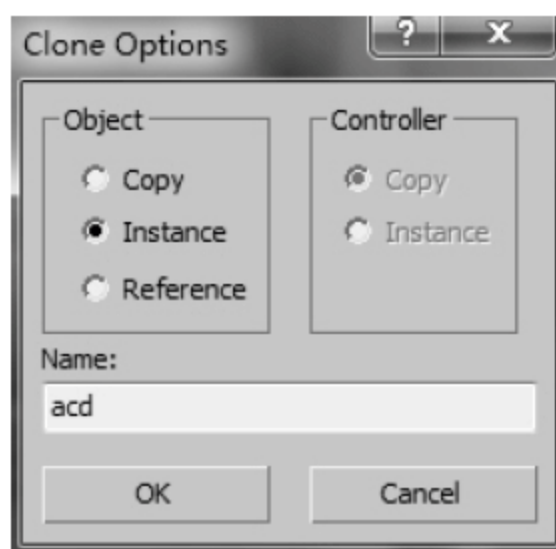 Clone Options
? x
Object
Controller
Copy
Copy
Instance
Instance
Reference
Name:
acd
OK
Cancel